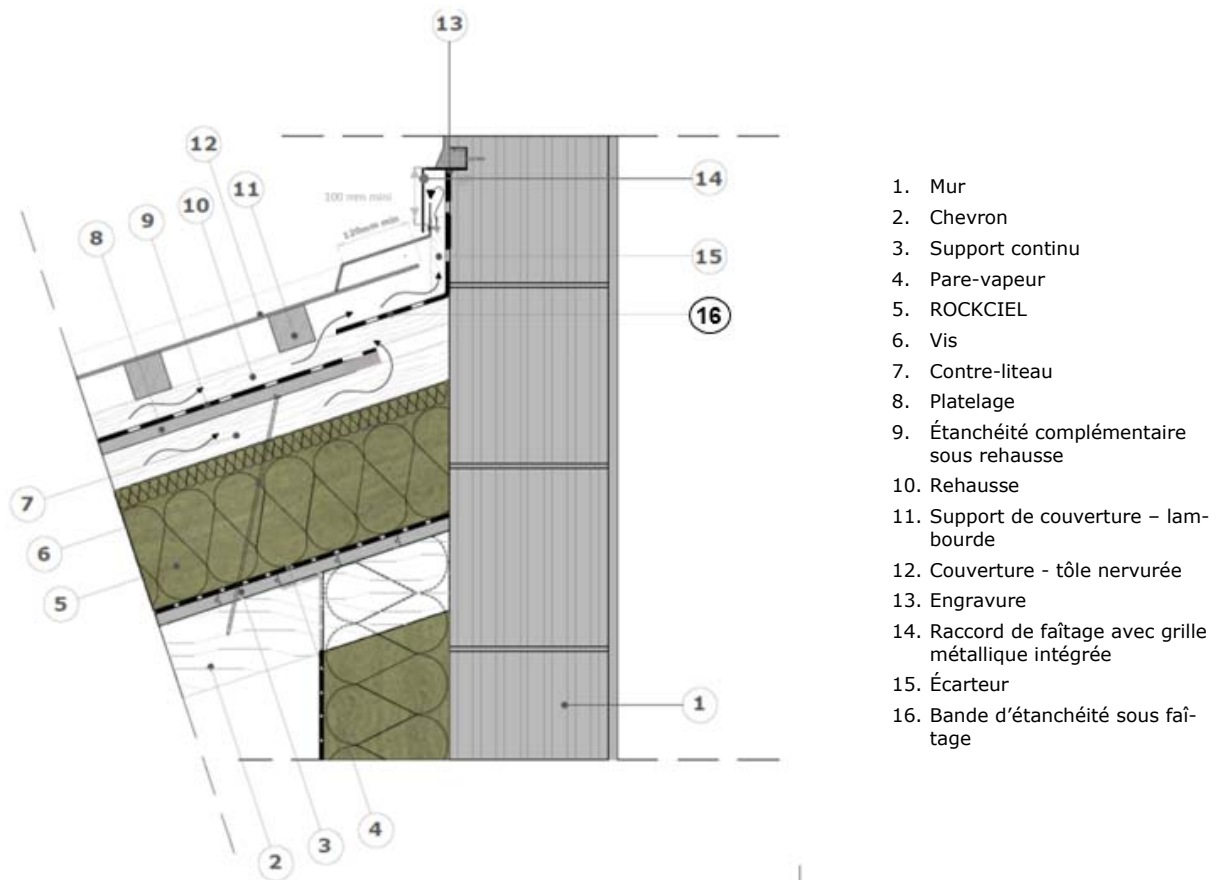 13
12
11
10
9
8
14
100 mm mini
120mm min
15
16
7
6
5
4
3
2
1
1. Mur
2. Chevron
3. Support continu
4. Pare-vapeur
5. ROCKCIEL
6. Vis
7. Contre-liteau
8. Platelage
9. Étanchéité complémentaire
sous rehausse
10. Rehausse
11. Support de couverture – lam-
bourde
12. Couverture - tôle nervurée
13. Engravure
14. Raccord de faîtage avec grille
métallique intégrée
15. Écarteur
16. Bande d’étanchéité sous faî-
tage